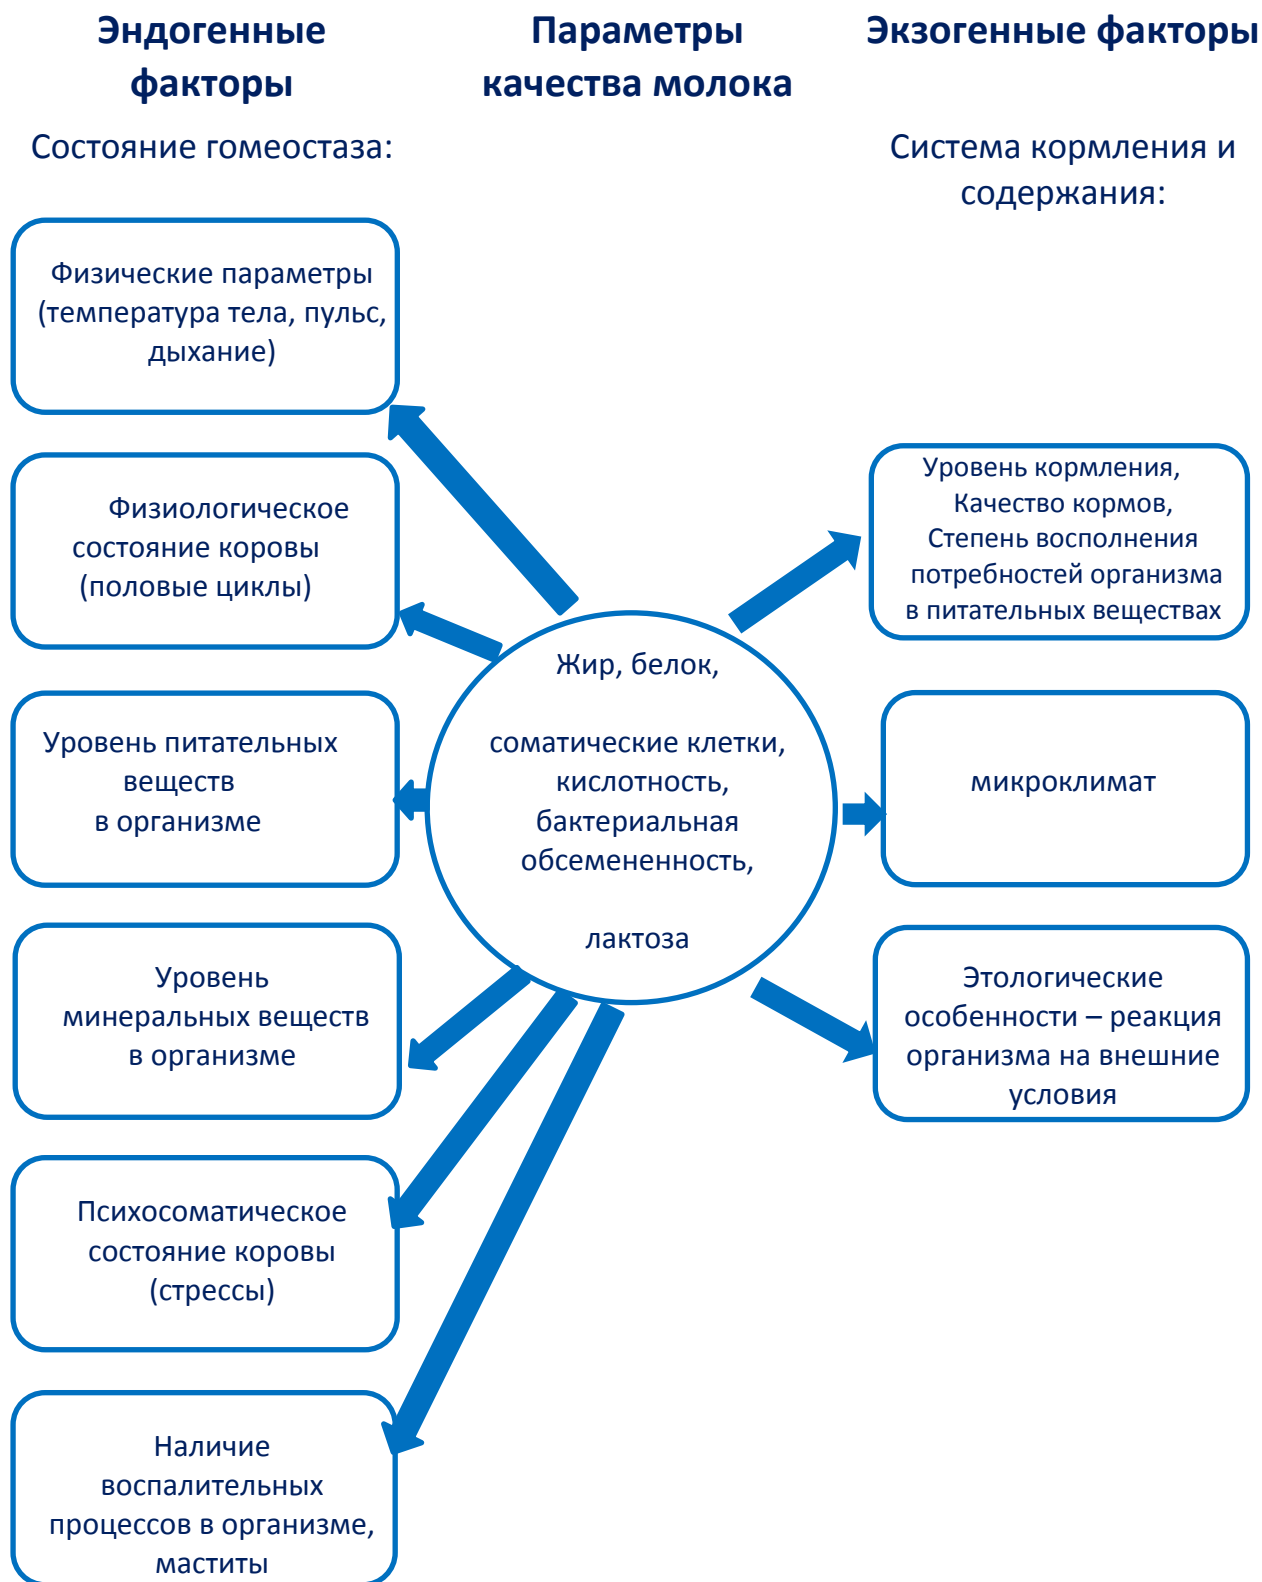 Эндогенные
факторы
Состояние гомеостаза:
Физические параметры
(температура тела, пульс,
дыхание)
Физиологическое
состояние коровы
(половые циклы)
Уровень питательных
веществ
в организме
Уровень
минеральных веществ
в организме
Психосоматическое
состояние коровы
(стрессы)
Наличие
воспалительных
процессов в организме,
маститы
Параметры
качества молока
Жир, белок,
соматические клетки,
кислотность,
бактериальная
обсемененность,
лактоза
Экзогенные факторы
Система кормления и
содержания:
Уровень кормления,
Качество кормов,
Степень восполнения
потребностей организма
в питательных веществах
микроклимат
Этологические
особенности – реакция
организма на внешние
условия